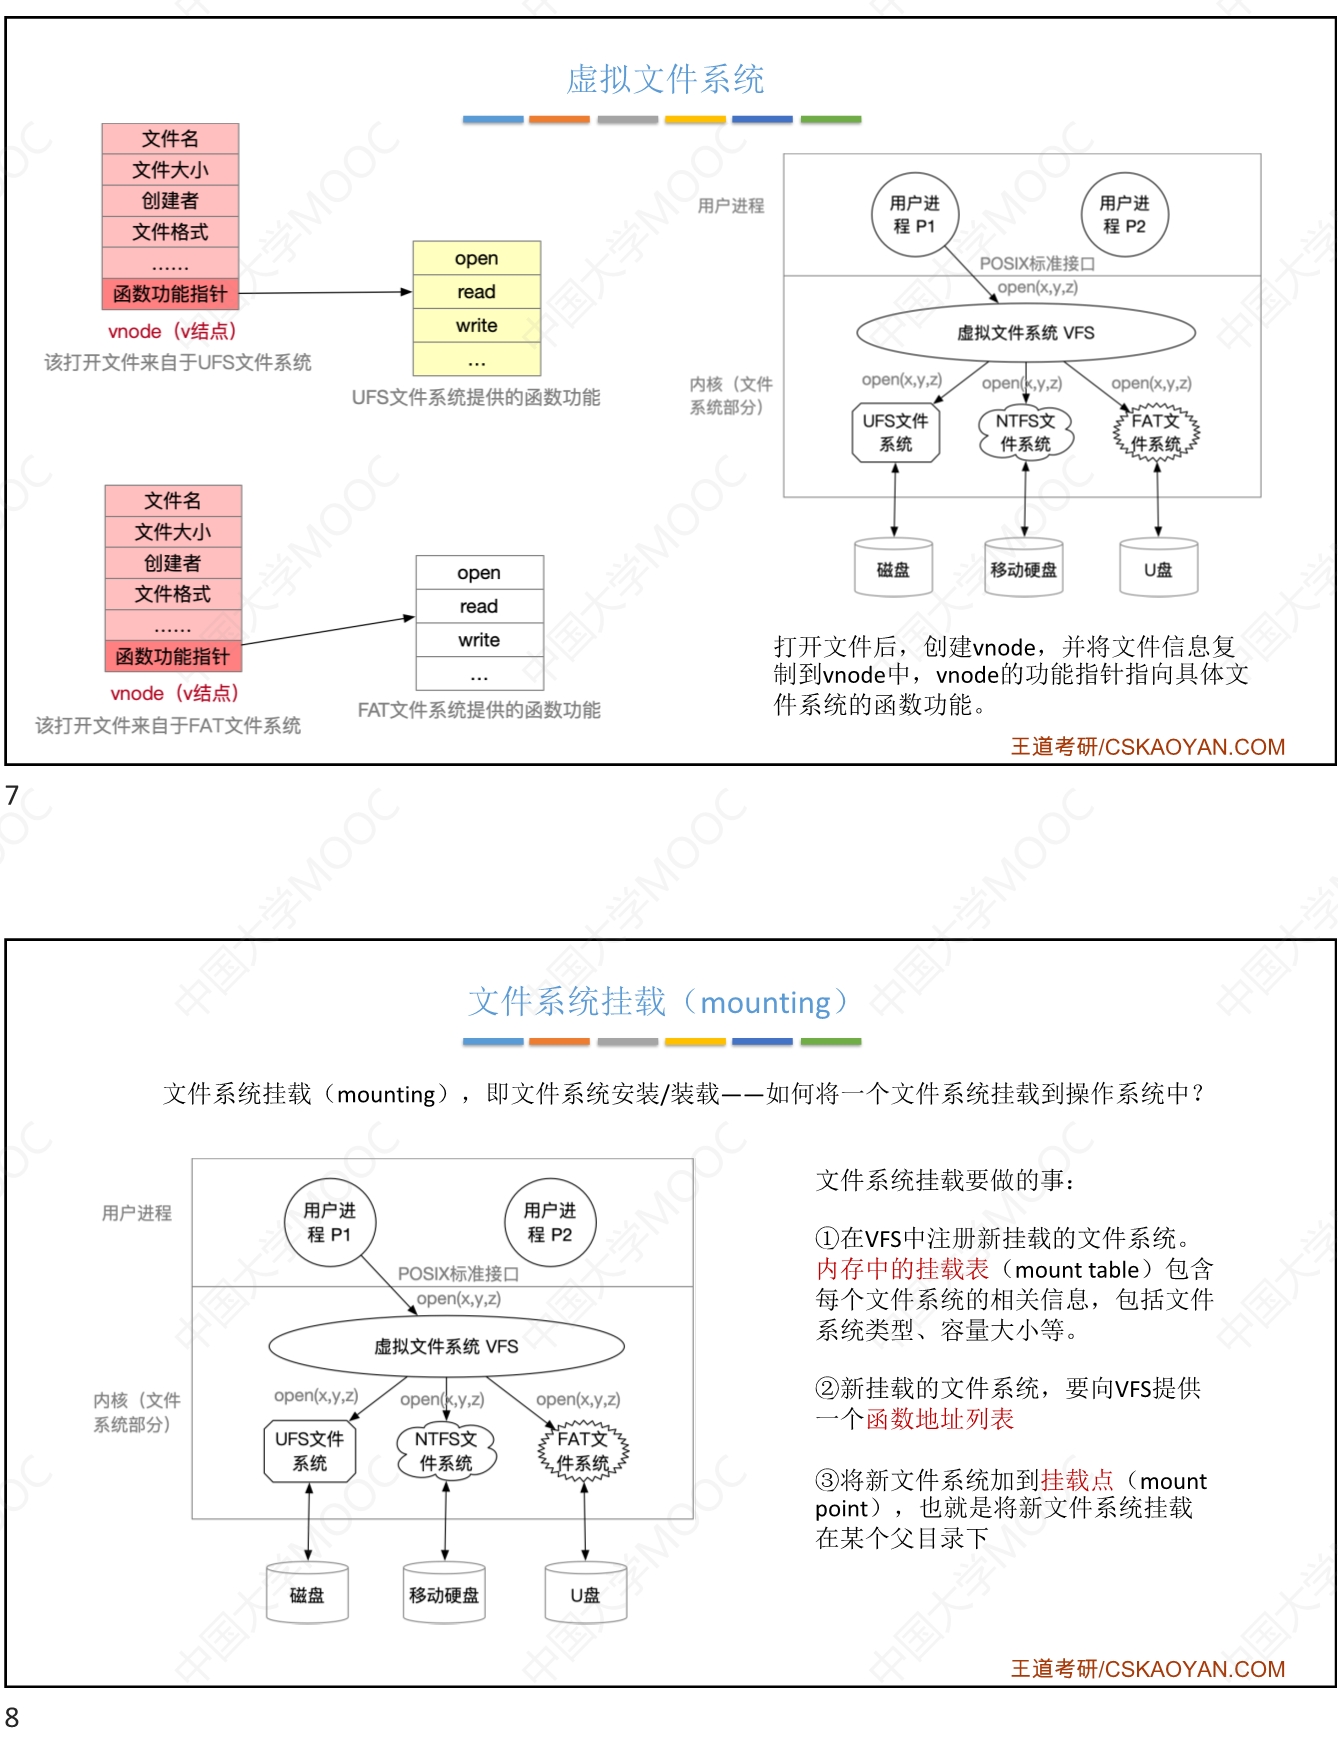 虚拟文件系统
文件名
文件大小
创建者
文件格式
……
函数功能指针
vnode（v结点）
该打开文件来自于UFS文件系统
open
read
write
…
UFS文件系统提供的函数功能
文件名
文件大小
创建者
文件格式
……
函数功能指针
vnode（v结点）
该打开文件来自于FAT文件系统
open
read
write
…
FAT文件系统提供的函数功能
用户进程
用户进
程 P1
用户进
程 P2
POSIX标准接口
open(x,y,z)
虚拟文件系统 VFS
内核（文件
系统部分）
open(x,y,z)
open(x,y,z)
open(x,y,z)
UFS文件
系统
NTFS文
件系统
FAT文
件系统
磁盘
移动硬盘
U盘
打开文件后，创建vnode，并将文件信息复
制到vnode中，vnode的功能指针指向具体文
件系统的函数功能。
王道考研/CSKAOYAN.COM
7
文件系统挂载（mounting）
文件系统挂载（mounting），即文件系统安装/装载——如何将一个文件系统挂载到操作系统中？
用户进程
用户进
程 P1
用户进
程 P2
POSIX标准接口
open(x,y,z)
虚拟文件系统 VFS
内核（文件
系统部分）
open(x,y,z)
open(x,y,z)
open(x,y,z)
UFS文件
系统
NTFS文
件系统
FAT文
件系统
磁盘
移动硬盘
U盘
文件系统挂载要做的事：
①在VFS中注册新挂载的文件系统。
内存中的挂载表（mount table）包含
每个文件系统的相关信息，包括文件
系统类型、容量大小等。
②新挂载的文件系统，要向VFS提供
一个函数地址列表
③将新文件系统加到挂载点（mount
point），也就是将新文件系统挂载
在某个父目录下
王道考研/CSKAOYAN.COM
8
中国大学MOOC